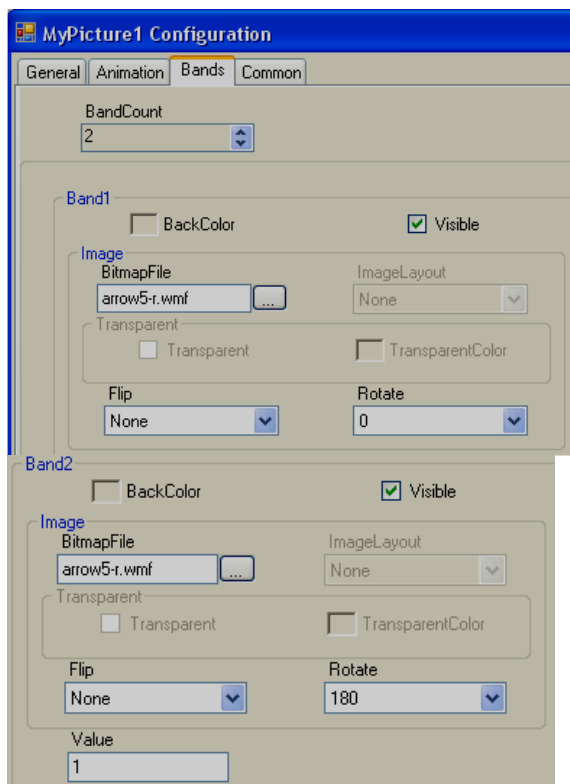 MyPicture1 Configuration
General Animation Bands Common
BandCount
2
Band1
BackColor Visible
Image
BitmapFile ImageLayout
arrow5-r.wmf ... None
Transparent
Transparent TransparentColor
Flip Rotate
None 0
Band2
BackColor Visible
Image
BitmapFile ImageLayout
arrow5-r.wmf ... None
Transparent
Transparent TransparentColor
Flip Rotate
None 180
Value
1